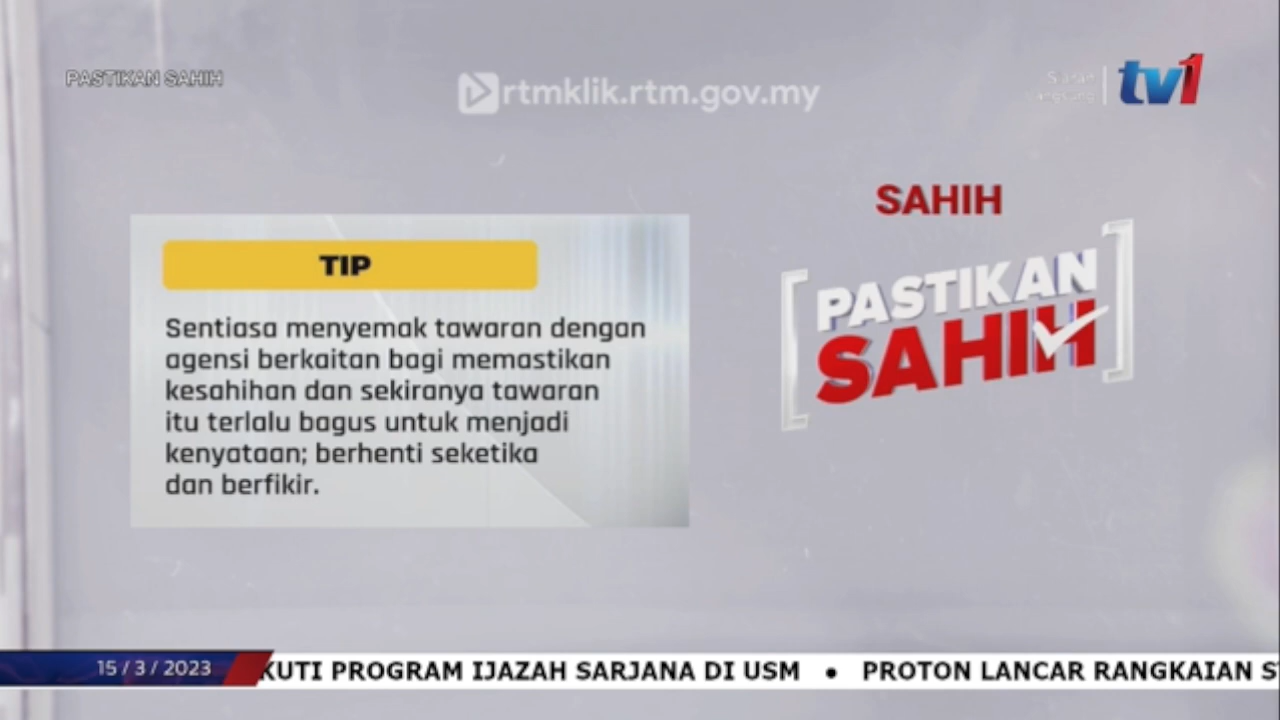 PASTIKAN SAHIH
rtmklik.rtm.gov.my
tv1
SAHIH
PASTIKAN
SAHIH
TIP
Sentiasa menyemak tawaran dengan
agensi berkaitan bagi memastikan
kesahihan dan sekiranya tawaran
itu terlalu bagus untuk menjadi
kenyataan; berhenti seketika
dan berfikir.
15 / 3 / 2023
KUTI PROGRAM IJAZAH SARJANA DI USM • PROTON LANCAR RANGKAIAN